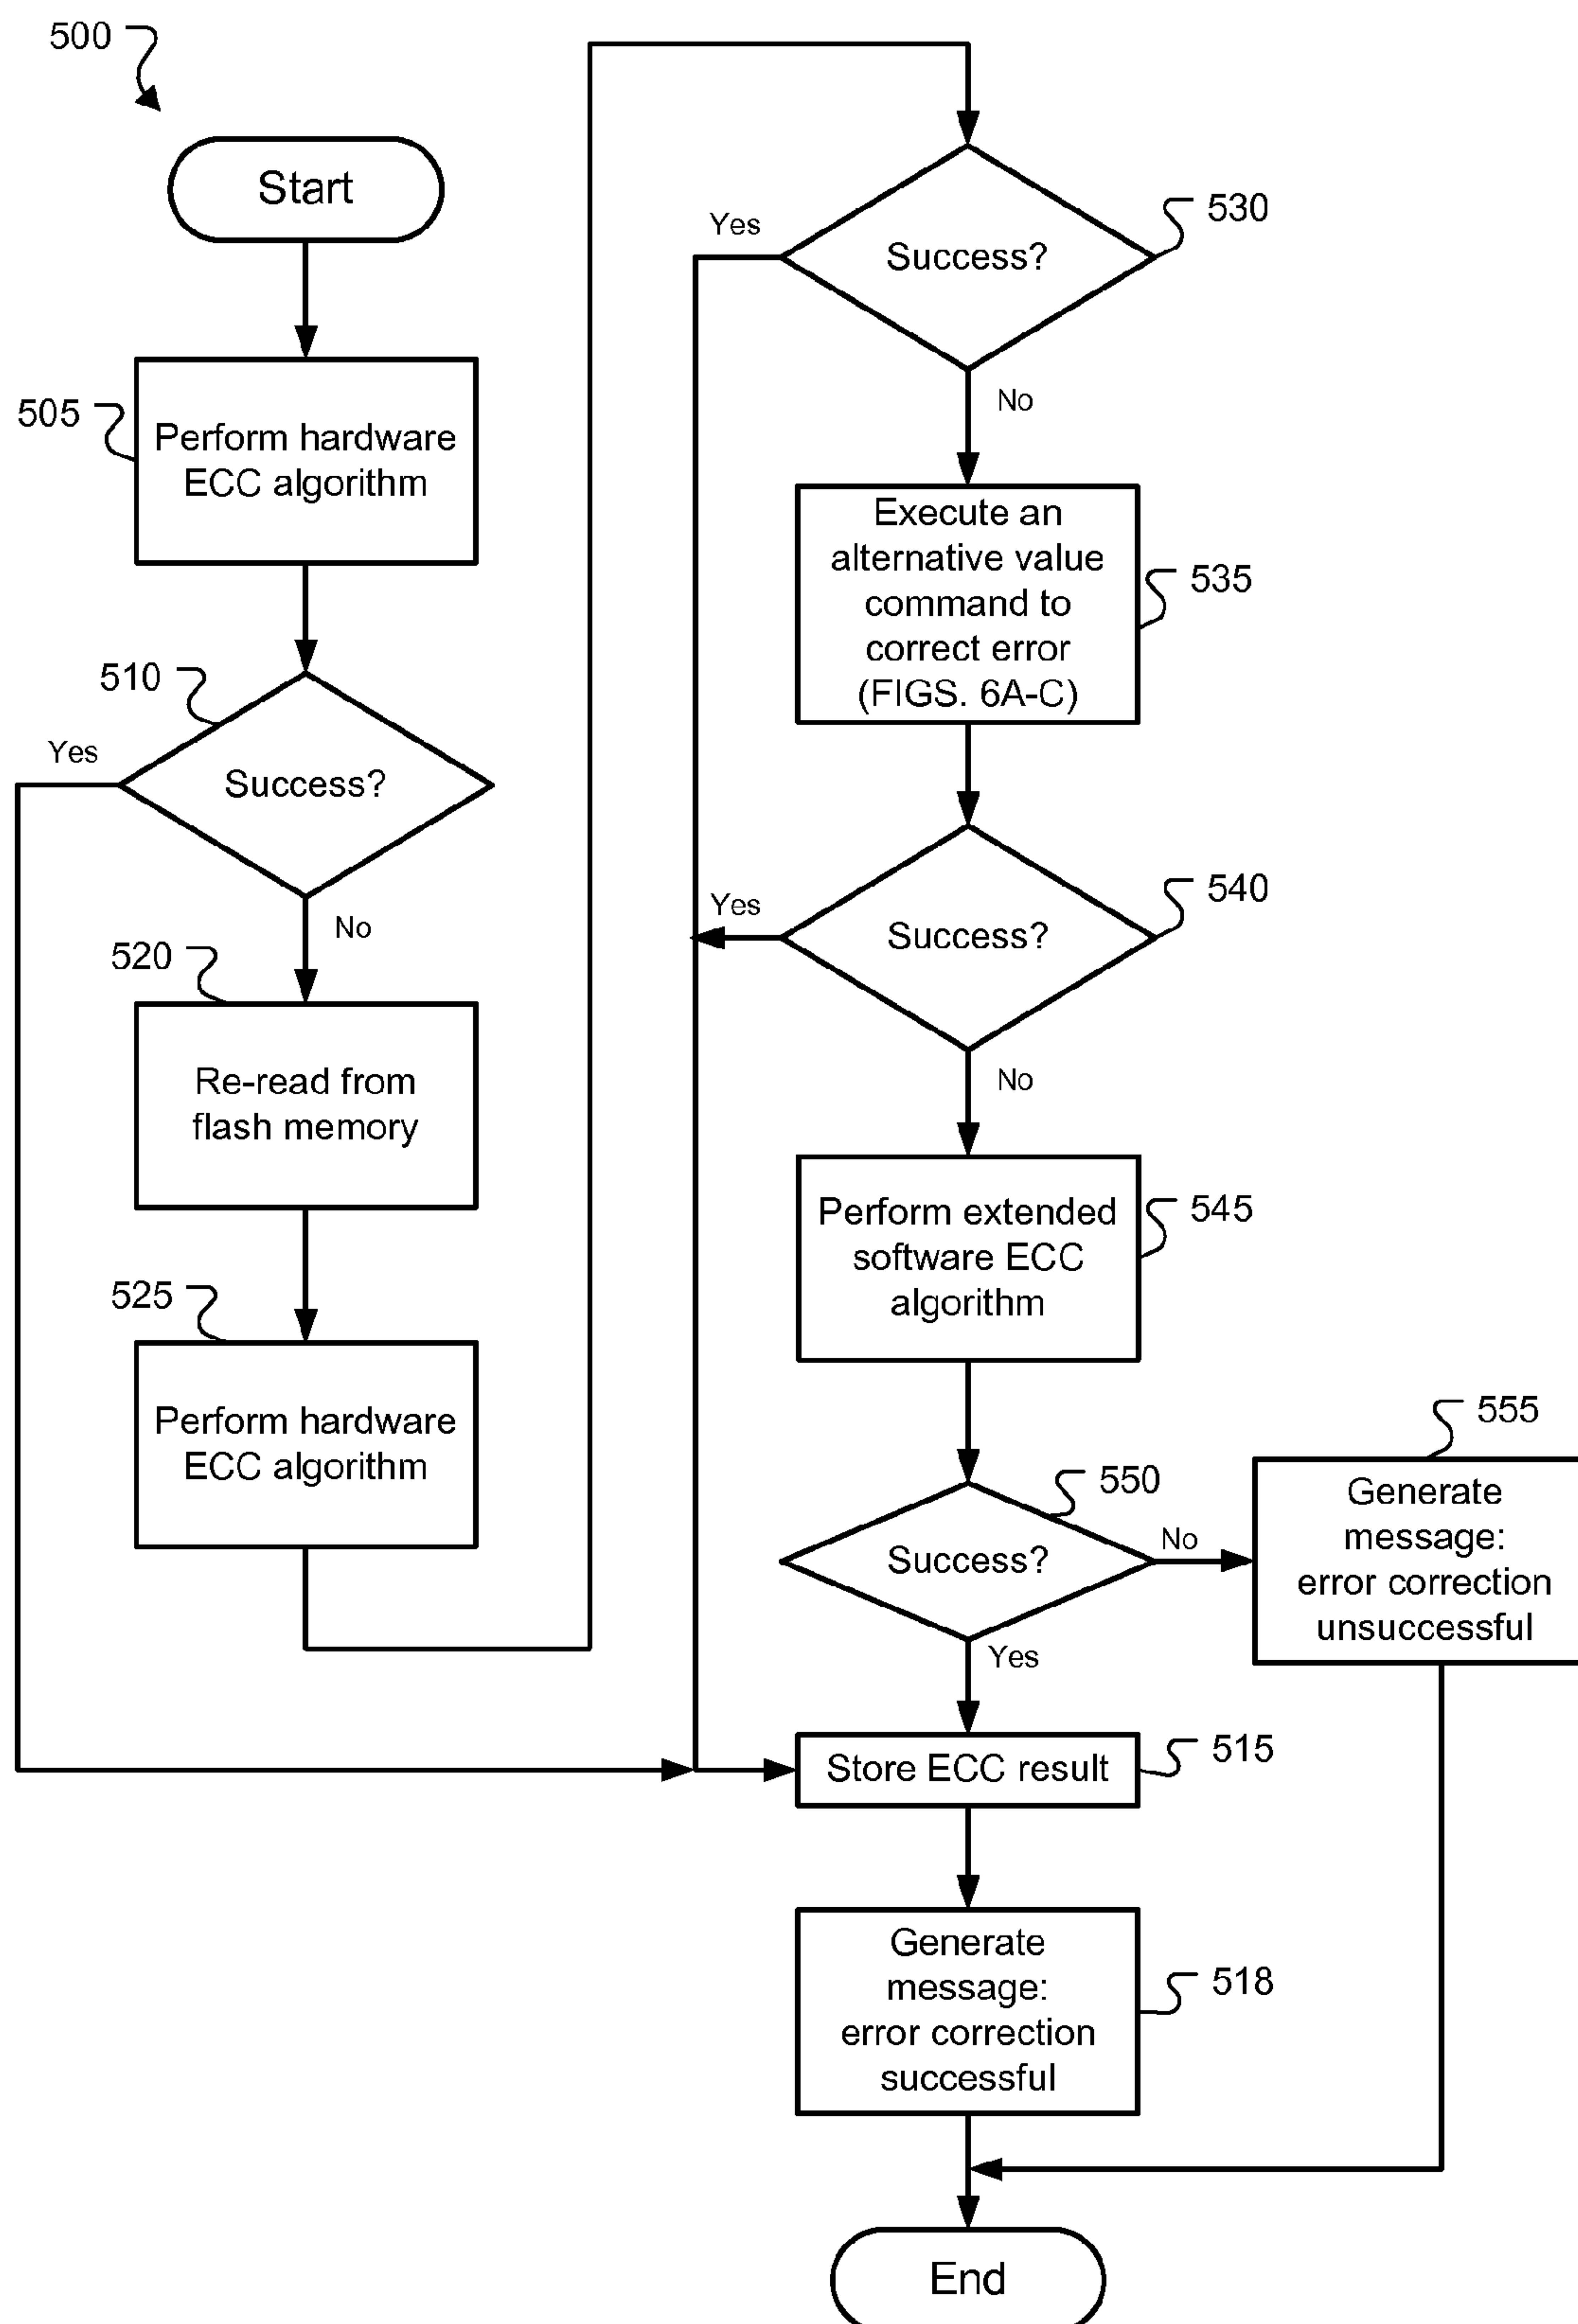 500
Start
505
Perform hardware
ECC algorithm
510
Yes
Success?
No
520
Re-read from
flash memory
525
Perform hardware
ECC algorithm
530
Yes
Success?
No
Execute an
alternative value
command to
correct error
(FIGS. 6A-C)
535
540
Yes
Success?
No
Perform extended
software ECC
algorithm
545
550
Success?
No
Yes
555
Generate
message:
error correction
unsuccessful
Store ECC result
515
Generate
message:
error correction
successful
518
End